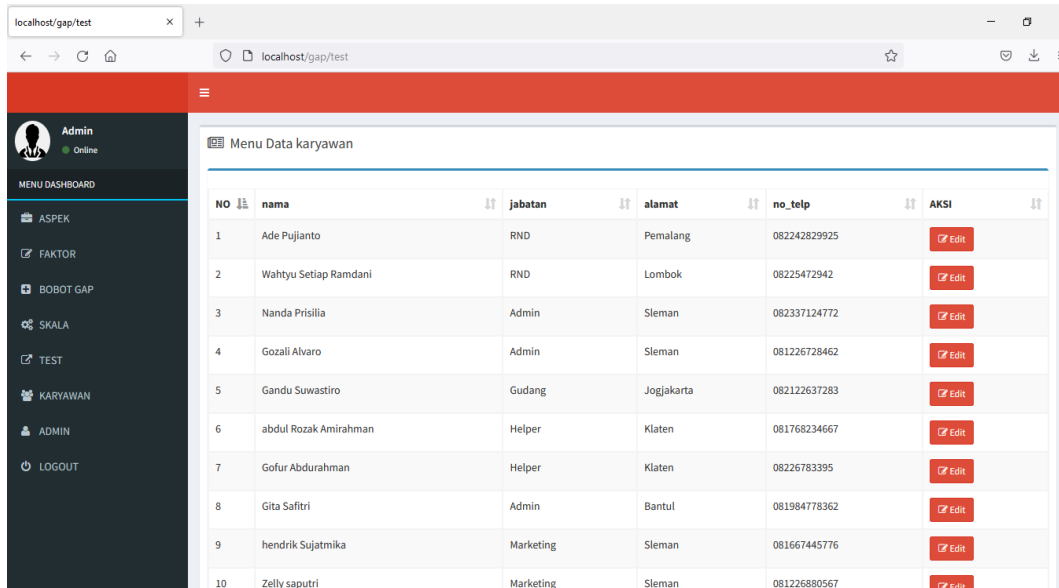 localhost/gap/test
localhost/gap/test
Admin
Online
MENU DASHBOARD
ASPEK
FAKTOR
BOBOT GAP
SKALA
TEST
KARYAWAN
ADMIN
LOGOUT
Menu Data karyawan
NO nama jabatan alamat no_telp AKSI
1 Ade Pujianto RND Pemalang 082242829925 Edit
2 Wahtyu Setiap Ramdani RND Lombok 08225472942 Edit
3 Nanda Prisilia Admin Sleman 082337124772 Edit
4 Gozali Alvaro Admin Sleman 081226728462 Edit
5 Gandu Suwastiro Gudang Jogjakarta 082122637283 Edit
6 abdul Rozak Amirahman Helper Klaten 081768234667 Edit
7 Gofur Abdurahman Helper Klaten 08226783395 Edit
8 Gita Safitri Admin Bantul 081984778362 Edit
9 hendrik Sujatmika Marketing Sleman 081667445776 Edit
10 Zelly saputri Marketing Sleman 081226880567 Edit